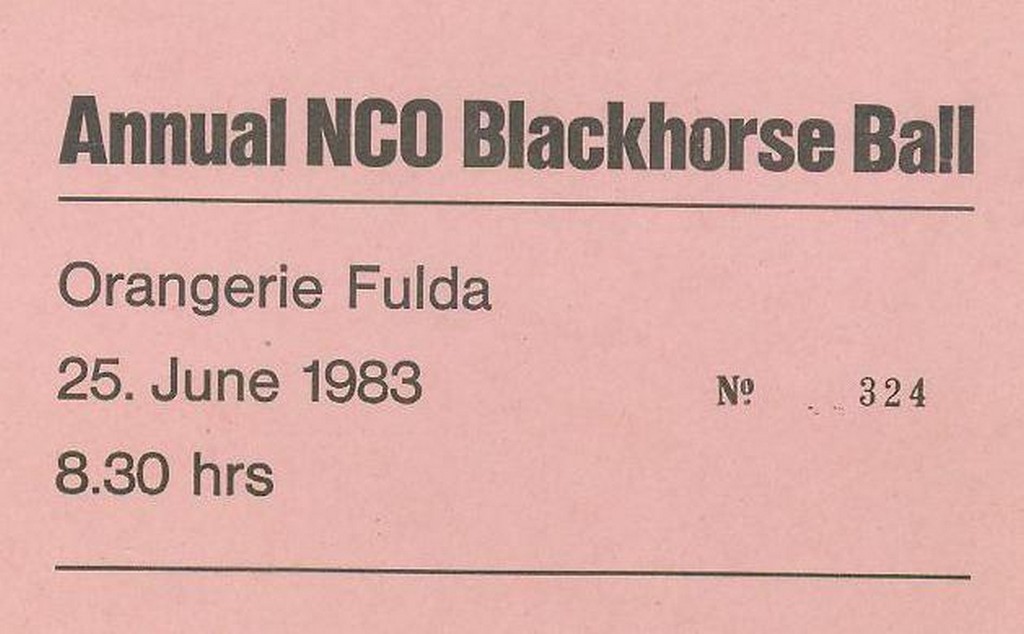 Annual NCO Blackhorse Ball
Orangerie Fulda
25. June 1983
Nº 324
8.30 hrs